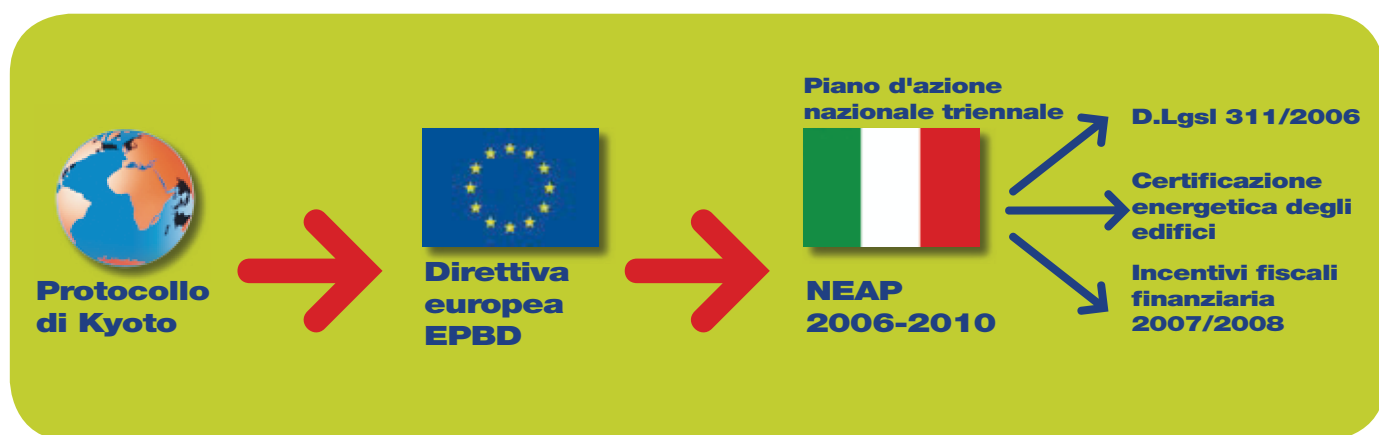 Protocollo
di Kyoto
Direttiva
europea
EPBD
Piano d'azione
nazionale triennale
NEAP
2006-2010
D.Lgsl 311/2006
Certificazione
energetica degli
edifici
Incentivi fiscali
finanziaria
2007/2008